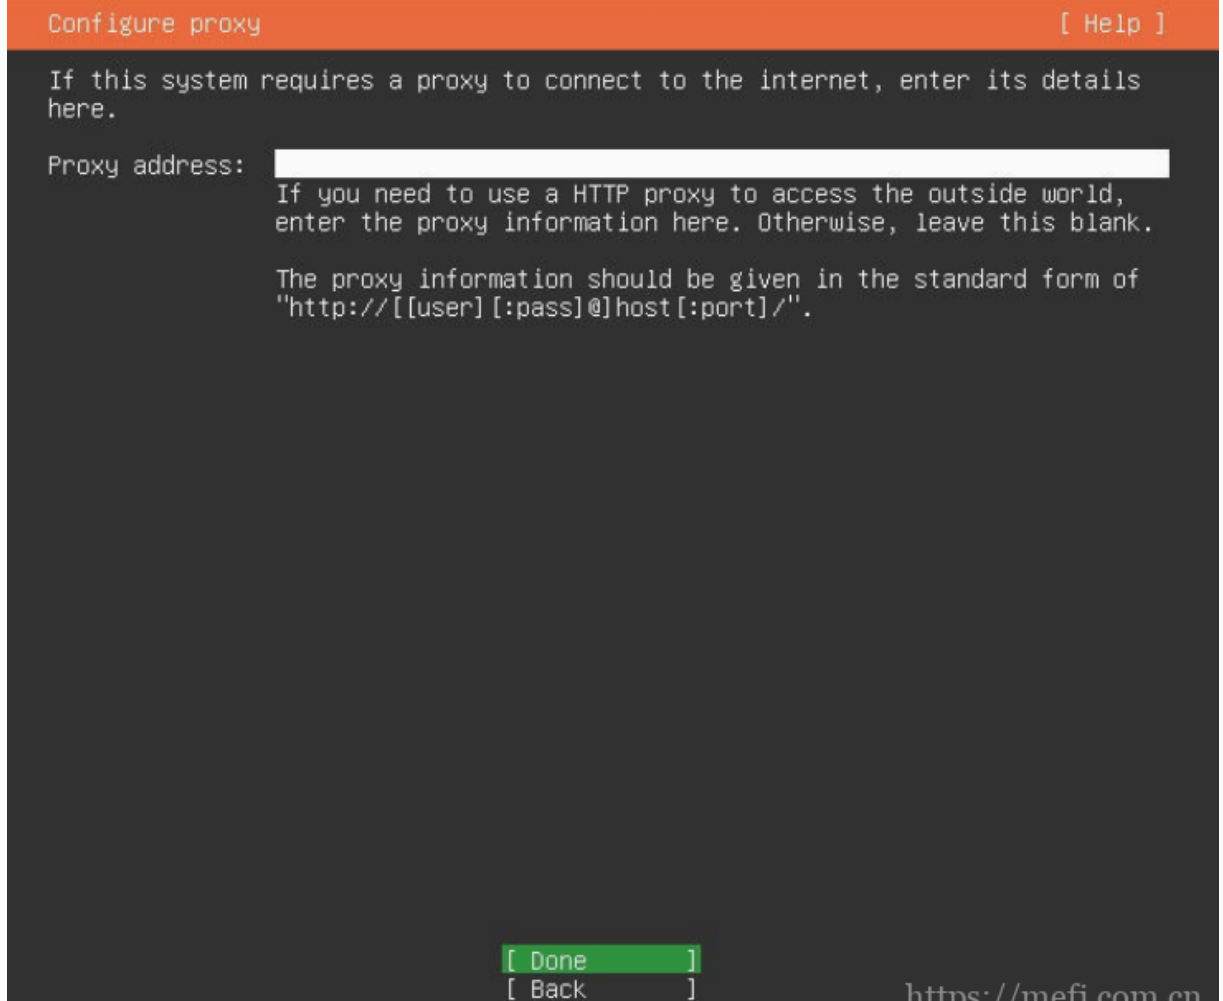 Configure proxy [ Help ]
If this system requires a proxy to connect to the internet, enter its details
here.
Proxy address:
If you need to use a HTTP proxy to access the outside world,
enter the proxy information here. Otherwise, leave this blank.
The proxy information should be given in the standard form of
"http://[[user][:pass]@]host[:port]/".
[ Done ]
[ Back ]
https://mefi.com.cn